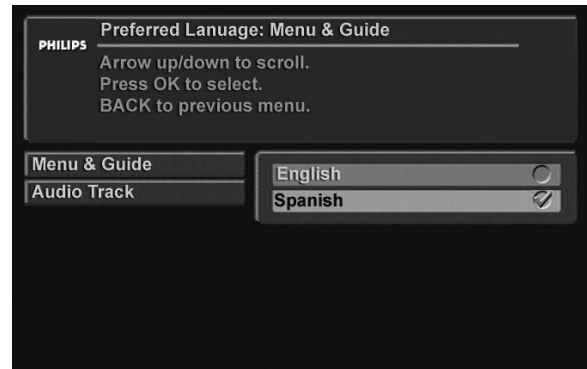 Preferred Lanuage: Menu & Guide
PHILIPS
Arrow up/down to scroll.
Press OK to select.
BACK to previous menu.
Menu & Guide
Audio Track
English
Spanish